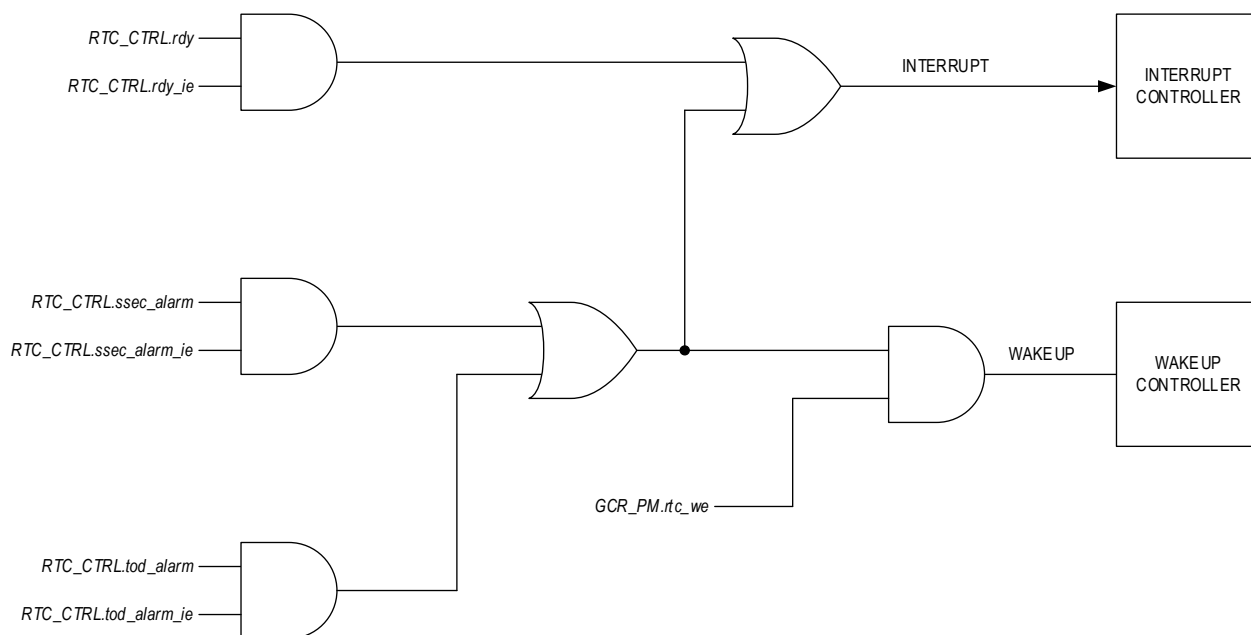 RTC_CTRL.rdy
RTC_CTRL.rdy_ie
INTERRUPT
INTERRUPT
CONTROLLER
RTC_CTRL.ssec_alarm
RTC_CTRL.ssec_alarm_ie
WAKEUP
WAKEUP
CONTROLLER
GCR_PM.rtc_we
RTC_CTRL.tod_alarm
RTC_CTRL.tod_alarm_ie